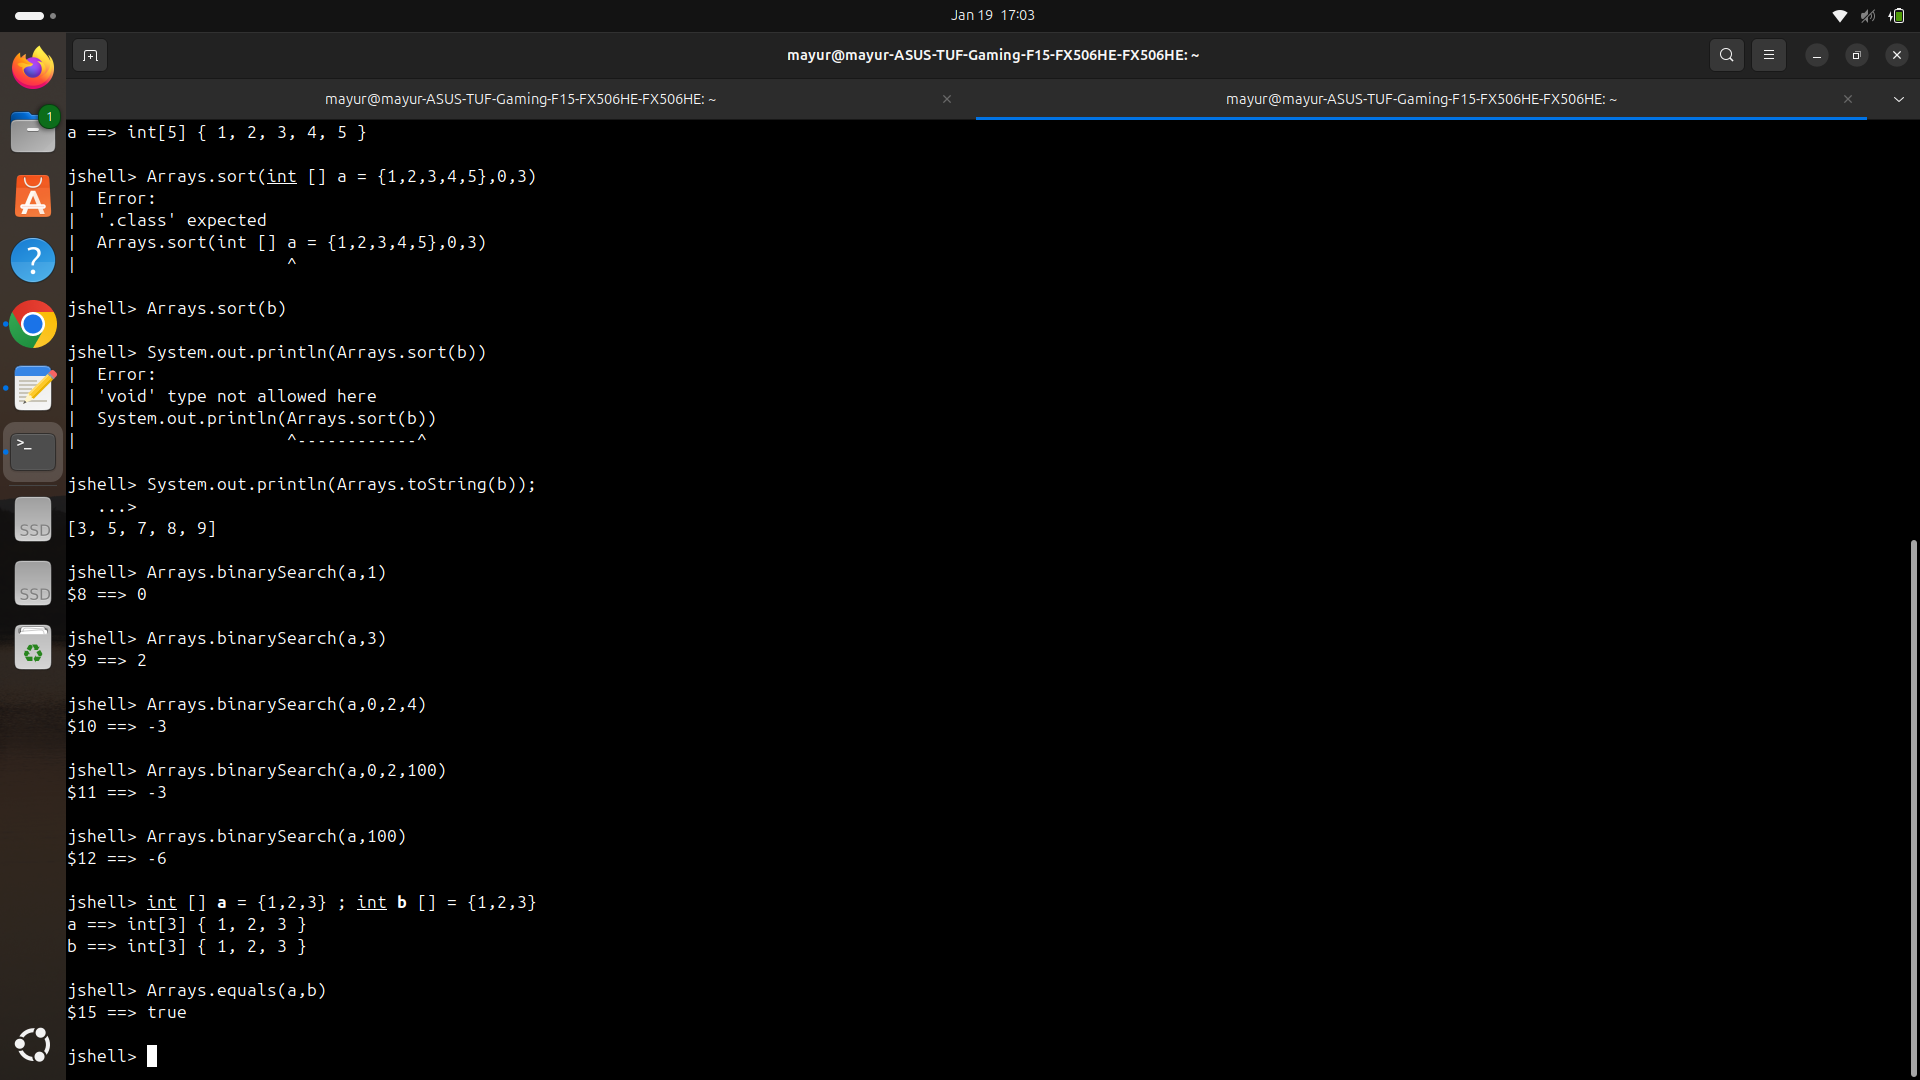 Jan 19 17:03
mayur@mayur-ASUS-TUF-Gaming-F15-FX506HE-FX506HE: ~
mayur@mayur-ASUS-TUF-Gaming-F15-FX506HE-FX506HE: ~
mayur@mayur-ASUS-TUF-Gaming-F15-FX506HE-FX506HE: ~
1
SSD
SSD
a ==> int[5] { 1, 2, 3, 4, 5 }
jshell> Arrays.sort(int [] a = {1,2,3,4,5},0,3)
|  Error:
|  '.class' expected
|  Arrays.sort(int [] a = {1,2,3,4,5},0,3)
|                     ^
jshell> Arrays.sort(b)
jshell> System.out.println(Arrays.sort(b))
|  Error:
|  'void' type not allowed here
|  System.out.println(Arrays.sort(b))
|                     ^------------^
jshell> System.out.println(Arrays.toString(b));
   ...>
[3, 5, 7, 8, 9]
jshell> Arrays.binarySearch(a,1)
$8 ==> 0
jshell> Arrays.binarySearch(a,3)
$9 ==> 2
jshell> Arrays.binarySearch(a,0,2,4)
$10 ==> -3
jshell> Arrays.binarySearch(a,0,2,100)
$11 ==> -3
jshell> Arrays.binarySearch(a,100)
$12 ==> -6
jshell> int [] a = {1,2,3} ; int b [] = {1,2,3}
a ==> int[3] { 1, 2, 3 }
b ==> int[3] { 1, 2, 3 }
jshell> Arrays.equals(a,b)
$15 ==> true
jshell>